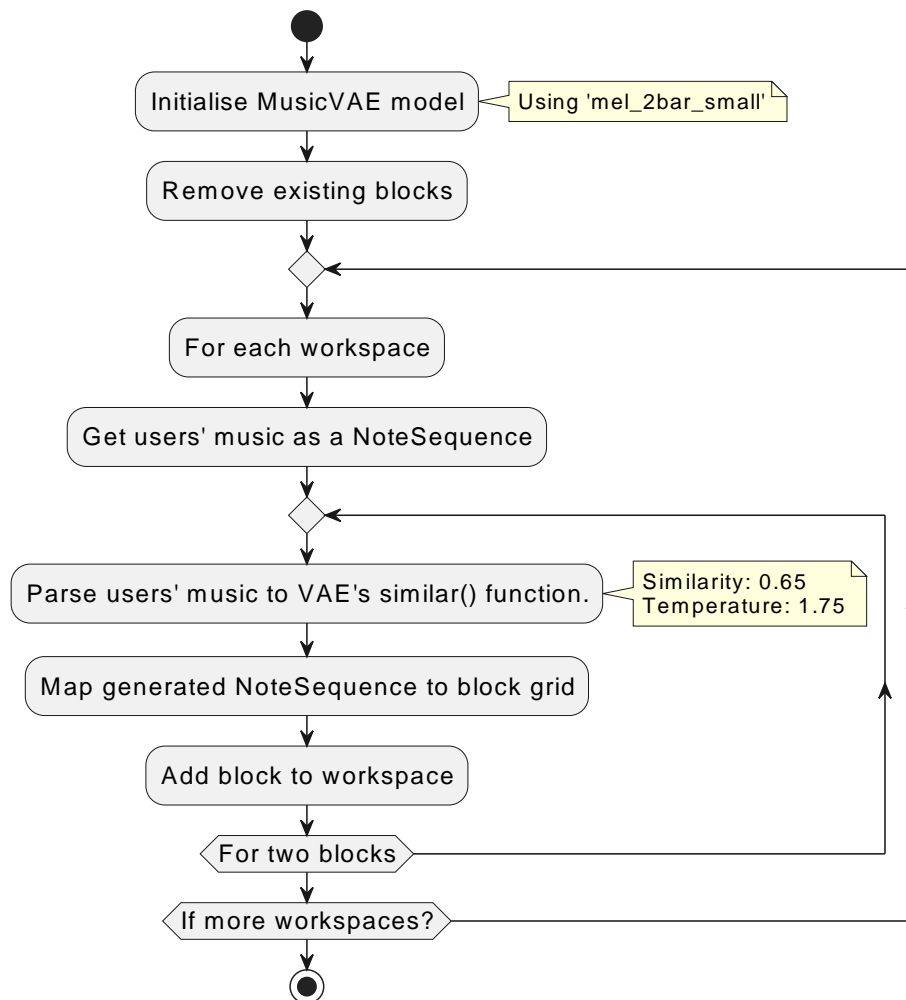 Initialise MusicVAE model
Using 'mel_2bar_small'
Remove existing blocks
For each workspace
Get users' music as a NoteSequence
Parse users' music to VAE's similar() function.
Similarity: 0.65
Temperature: 1.75
Map generated NoteSequence to block grid
Add block to workspace
For two blocks
If more workspaces?